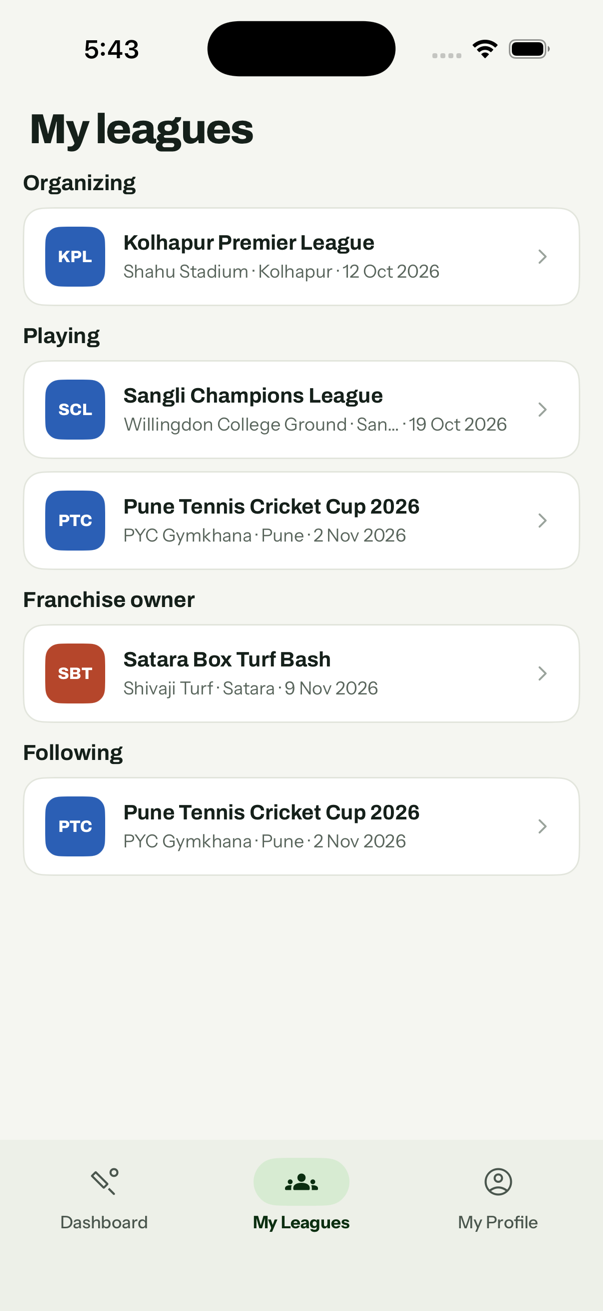 5:43
My leagues
Organizing
KPL
Kolhapur Premier League
Shahu Stadium · Kolhapur · 12 Oct 2026
Playing
SCL
Sangli Champions League
Willingdon College Ground · San... · 19 Oct 2026
PTC
Pune Tennis Cricket Cup 2026
PYC Gymkhana · Pune · 2 Nov 2026
Franchise owner
SBT
Satara Box Turf Bash
Shivaji Turf · Satara · 9 Nov 2026
Following
PTC
Pune Tennis Cricket Cup 2026
PYC Gymkhana · Pune · 2 Nov 2026
Dashboard
My Leagues
My Profile